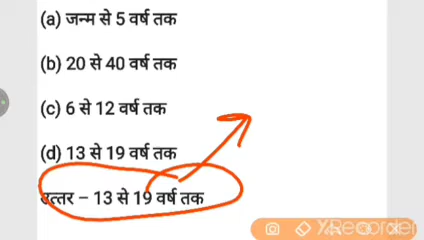 (a) जन्म से 5 वर्ष तक
(b) 20 से 40 वर्ष तक
(c) 6 से 12 वर्ष तक
(d) 13 से 19 वर्ष तक
उत्तर – 13 से 19 वर्ष तक
XRecorder